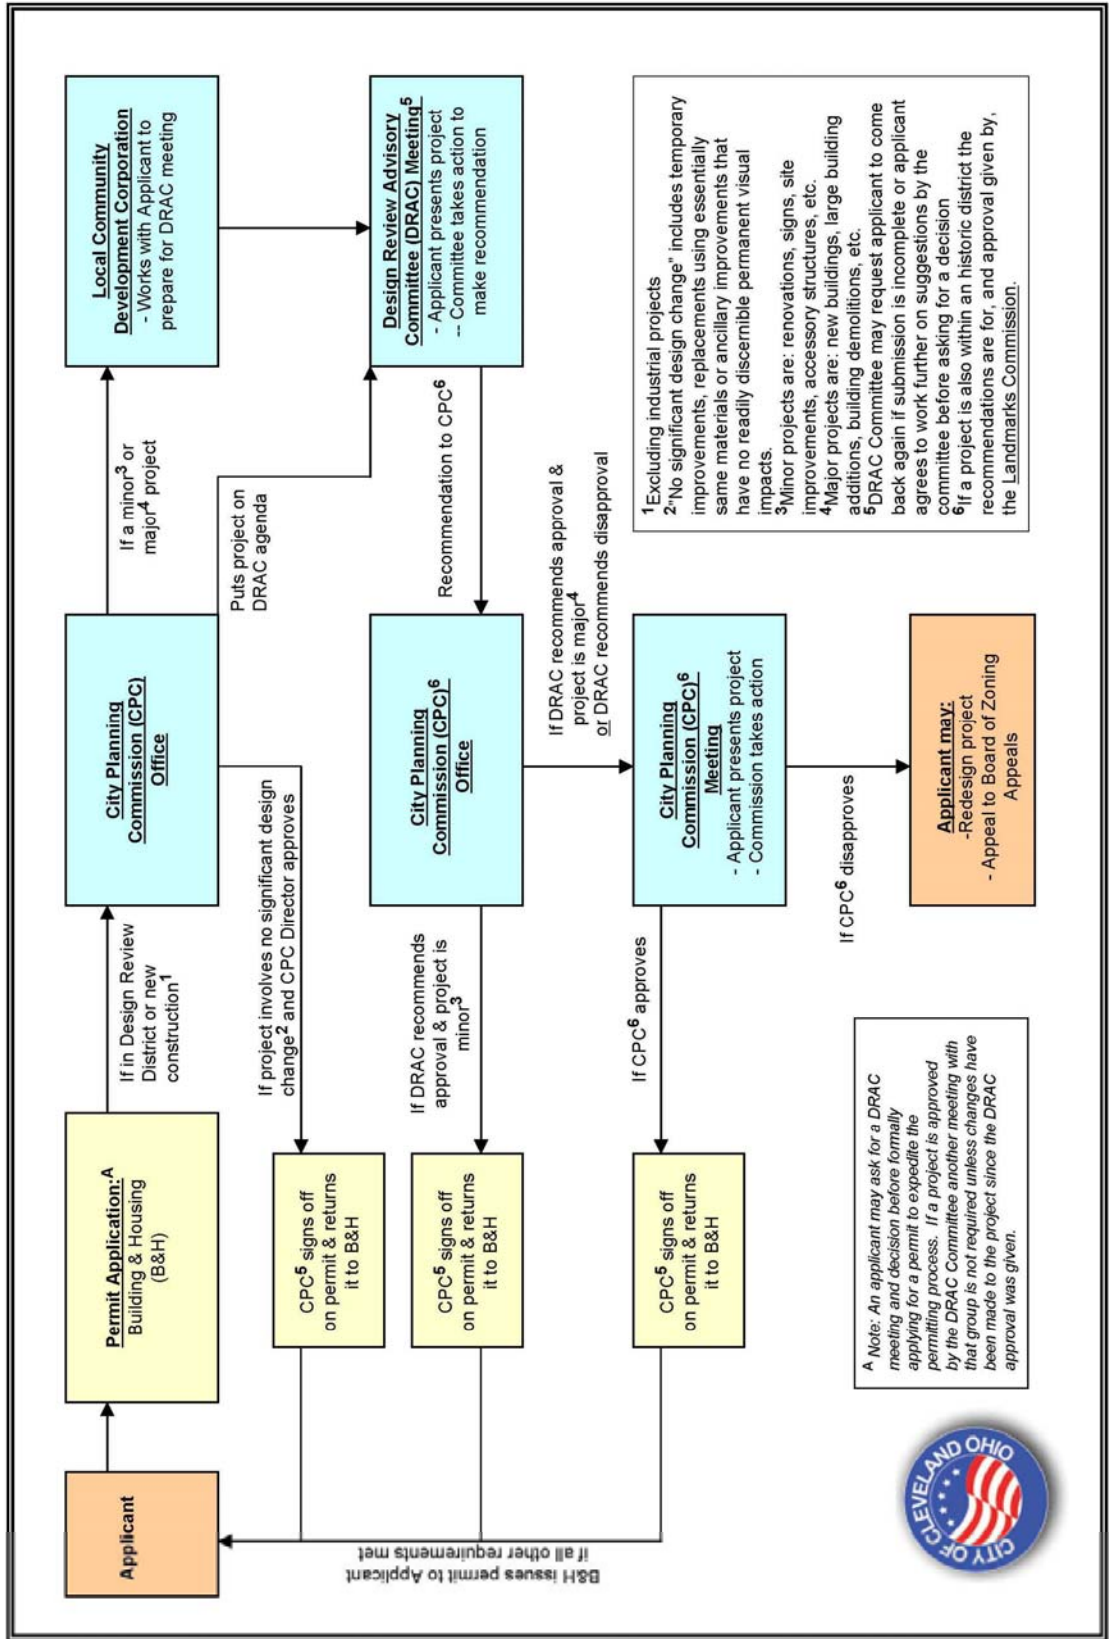 Applicant
Permit Application:A
Building & Housing
(B&H)
If in Design Review
District or new
construction1
City Planning
Commission (CPC)
Office
If a minor3 or
major4 project
Local Community
Development Corporation
- Works with Applicant to
prepare for DRAC meeting
Puts project on
DRAC agenda
If project involves no significant design
change2 and CPC Director approves
CPC5 signs off
on permit & returns
it to B&H
Design Review Advisory
Committee (DRAC) Meeting5
- Applicant presents project
-- Committee takes action to
make recommendation
Recommendation to CPC6
City Planning
Commission (CPC)6
Office
If DRAC recommends
approval & project is
minor3
CPC5 signs off
on permit & returns
it to B&H
If DRAC recommends approval &
project is major4
or DRAC recommends disapproval
City Planning
Commission (CPC)6
Meeting
- Applicant presents project
- Commission takes action
If CPC6 approves
CPC5 signs off
on permit & returns
it to B&H
B&H issues permit to Applicant
if all other requirements met
If CPC6 disapproves
Applicant may:
-Redesign project
- Appeal to Board of Zoning
Appeals
1Excluding industrial projects
2"No significant design change" includes temporary
improvements, replacements using essentially
same materials or ancillary improvements that
have no readily discernible permanent visual
impacts.
3Minor projects are: renovations, signs, site
improvements, accessory structures, etc.
4Major projects are: new buildings, large building
additions, building demolitions, etc.
5DRAC Committee may request applicant to come
back again if submission is incomplete or applicant
agrees to work further on suggestions by the
committee before asking for a decision
6If a project is also within an historic district the
recommendations are for, and approval given by,
the Landmarks Commission.
A Note: An applicant may ask for a DRAC
meeting and decision before formally
applying for a permit to expedite the
permitting process. If a project is approved
by the DRAC Committee another meeting with
that group is not required unless changes have
been made to the project since the DRAC
approval was given.
CITY OF CLEVELAND OHIO